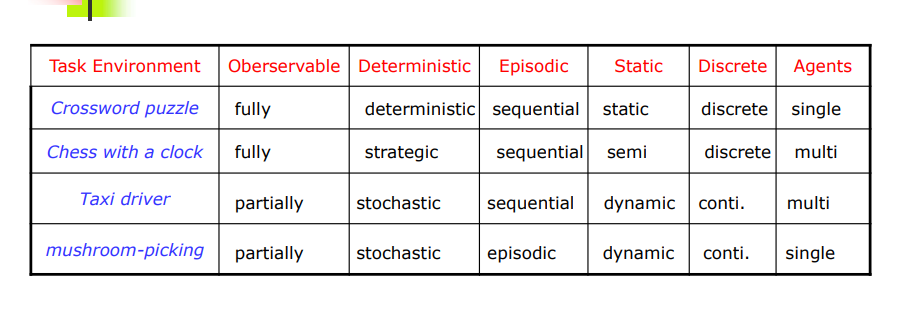 Task Environment Oberservable Deterministic Episodic Static Discrete Agents
Crossword puzzle fully deterministic sequential static discrete single
Chess with a clock fully strategic sequential semi discrete multi
Taxi driver partially stochastic sequential dynamic conti. multi
mushroom-picking partially stochastic episodic dynamic conti. single